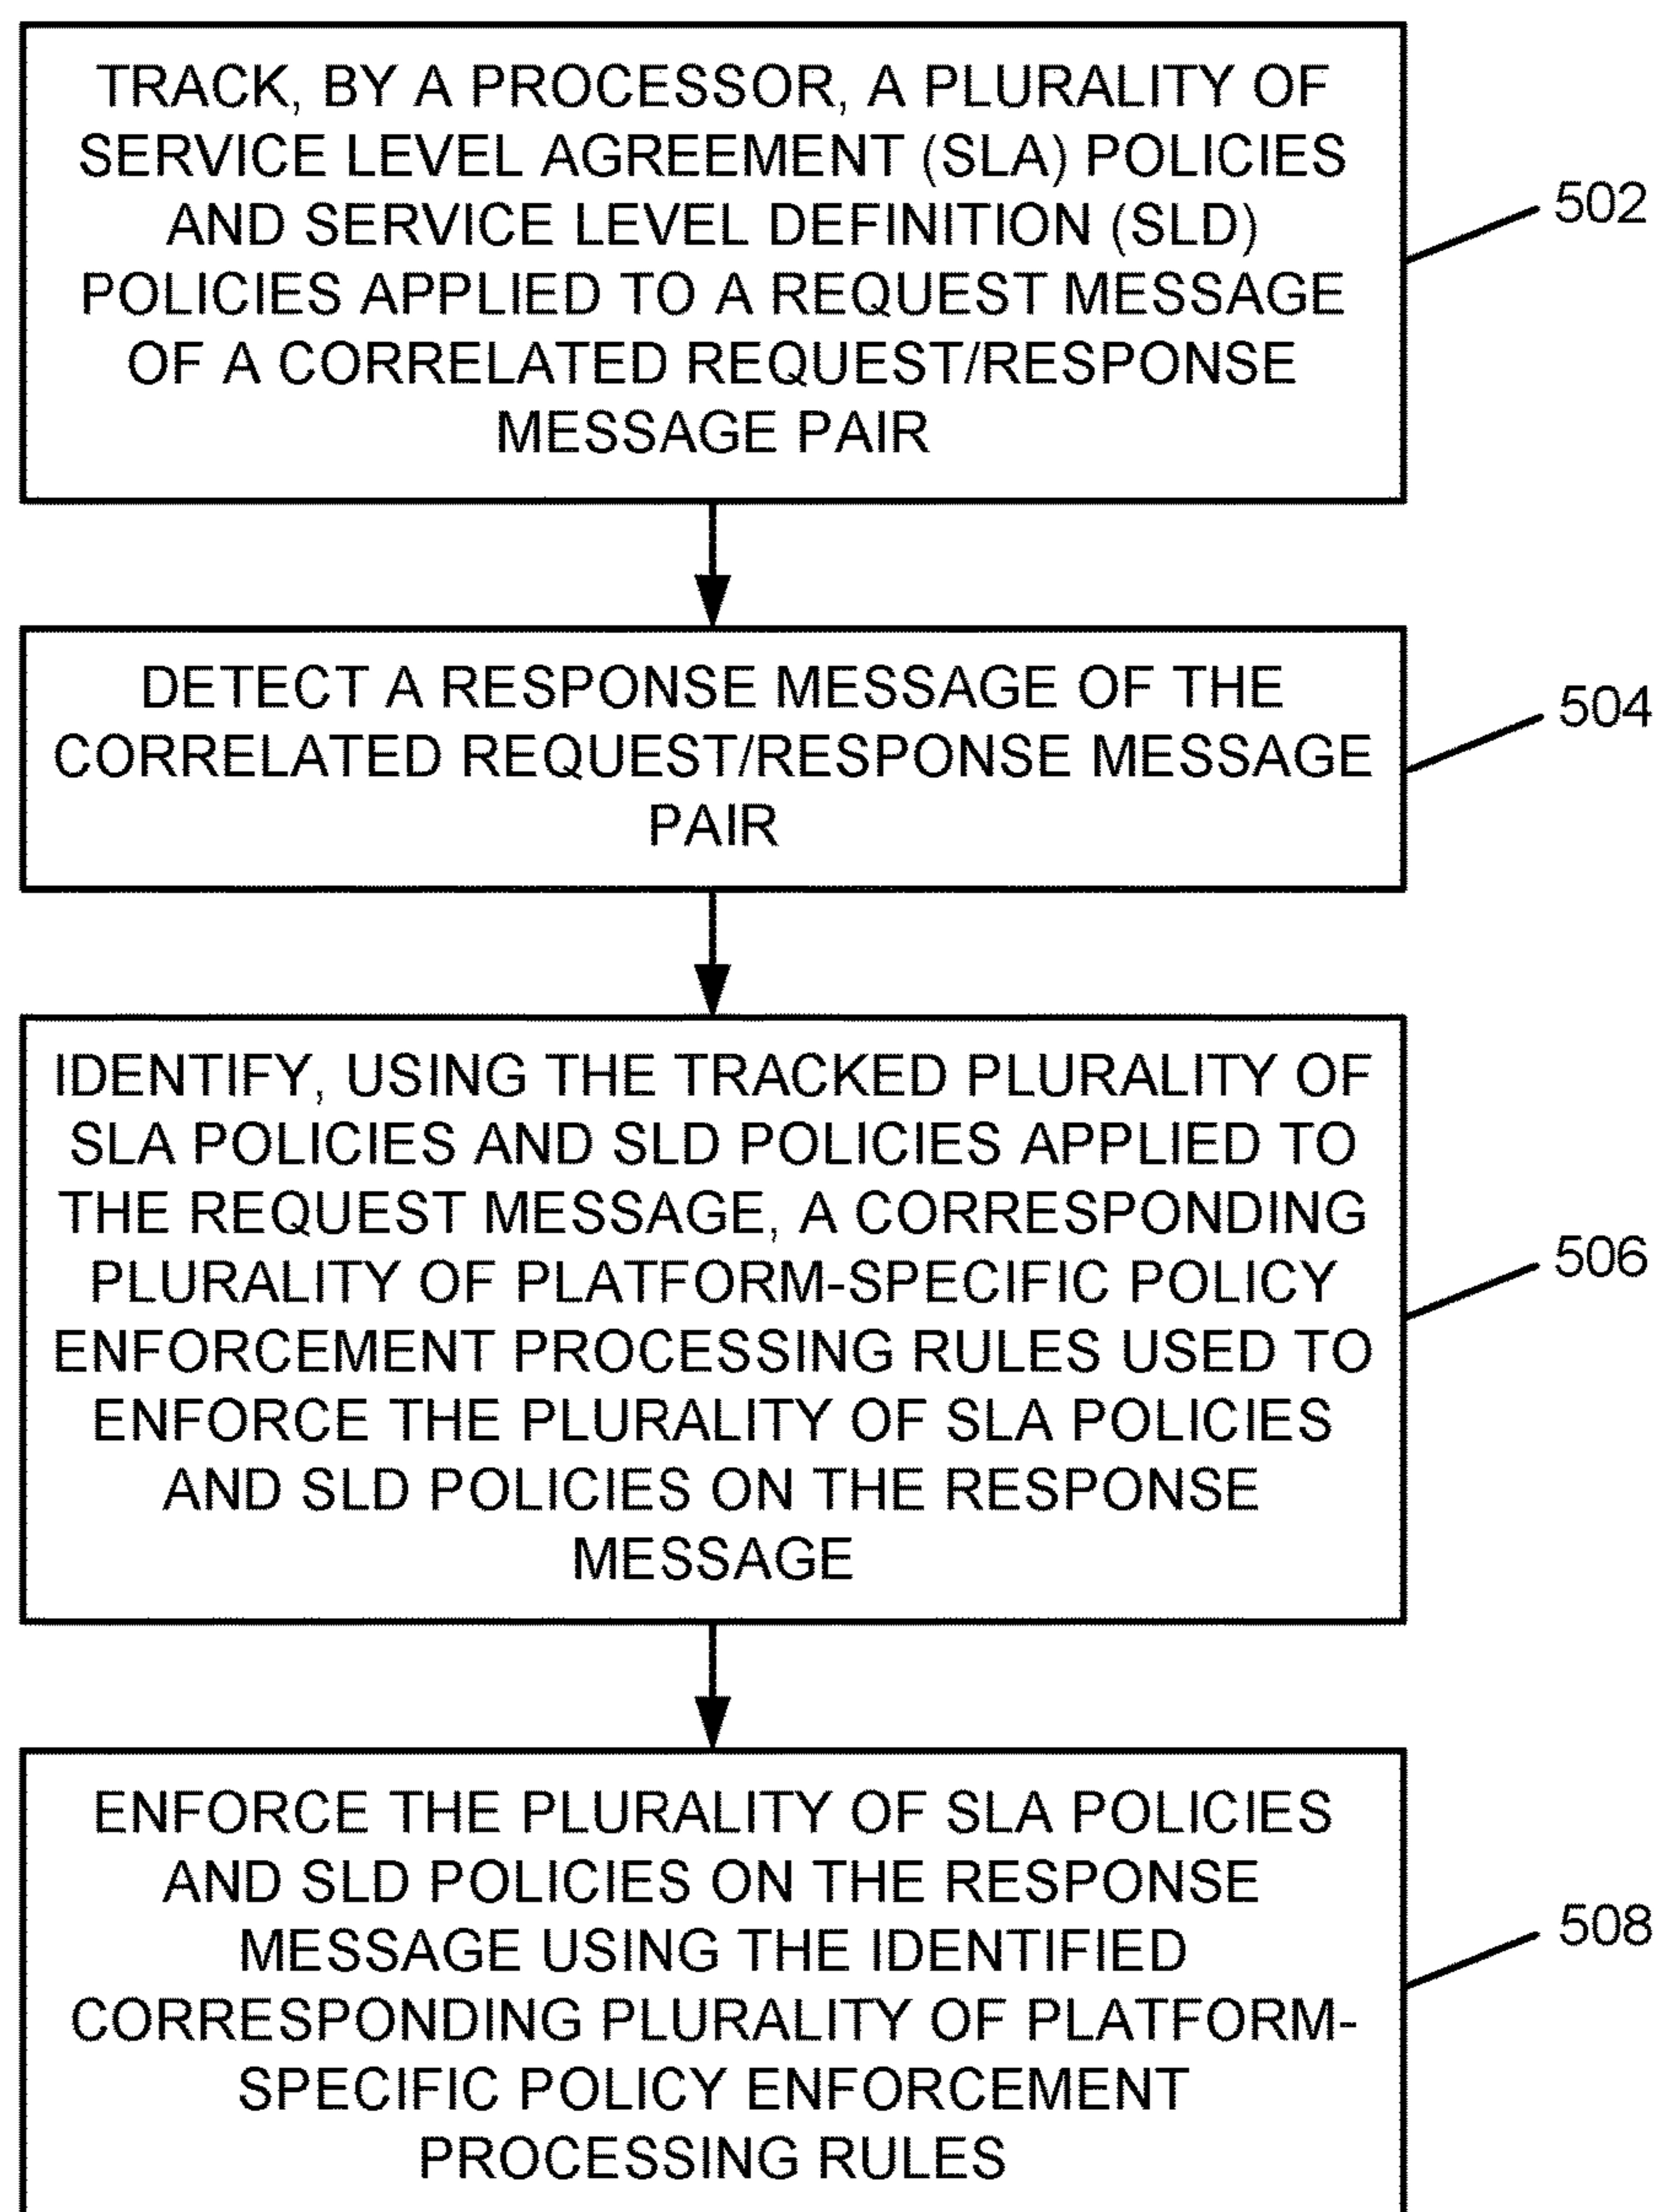 TRACK, BY A PROCESSOR, A PLURALITY OF
SERVICE LEVEL AGREEMENT (SLA) POLICIES
AND SERVICE LEVEL DEFINITION (SLD)
POLICIES APPLIED TO A REQUEST MESSAGE
OF A CORRELATED REQUEST/RESPONSE
MESSAGE PAIR
502
DETECT A RESPONSE MESSAGE OF THE
CORRELATED REQUEST/RESPONSE MESSAGE
PAIR
504
IDENTIFY, USING THE TRACKED PLURALITY OF
SLA POLICIES AND SLD POLICIES APPLIED TO
THE REQUEST MESSAGE, A CORRESPONDING
PLURALITY OF PLATFORM-SPECIFIC POLICY
ENFORCEMENT PROCESSING RULES USED TO
ENFORCE THE PLURALITY OF SLA POLICIES
AND SLD POLICIES ON THE RESPONSE
MESSAGE
506
ENFORCE THE PLURALITY OF SLA POLICIES
AND SLD POLICIES ON THE RESPONSE
MESSAGE USING THE IDENTIFIED
CORRESPONDING PLURALITY OF PLATFORM-
SPECIFIC POLICY ENFORCEMENT
PROCESSING RULES
508